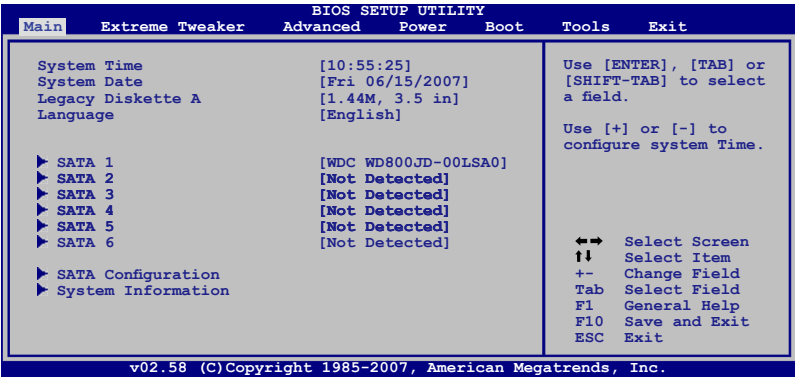 BIOS SETUP UTILITY
Main Extreme Tweaker Advanced Power Boot Tools Exit
System Time [10:55:25]
System Date [Fri 06/15/2007]
Legacy Diskette A [1.44M, 3.5 in]
Language [English]
SATA 1 [WDC WD800JD-00LSA0]
SATA 2 [Not Detected]
SATA 3 [Not Detected]
SATA 4 [Not Detected]
SATA 5 [Not Detected]
SATA 6 [Not Detected]
SATA Configuration
System Information
Use [ENTER], [TAB] or
[SHIFT-TAB] to select
a field.
Use [+] or [-] to
configure system Time.
←→ Select Screen
↑↓ Select Item
+- Change Field
Tab Select Field
F1 General Help
F10 Save and Exit
ESC Exit
v02.58 (C)Copyright 1985-2007, American Megatrends, Inc.